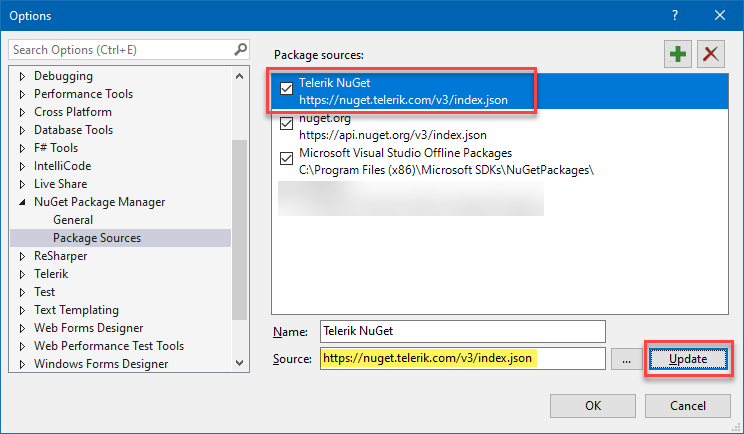 Options
?
Search Options (Ctrl+E)
Debugging
Performance Tools
Cross Platform
Database Tools
F# Tools
IntelliCode
Live Share
NuGet Package Manager
General
Package Sources
ReSharper
Telerik
Test
Text Templating
Web Forms Designer
Web Performance Test Tools
Windows Forms Designer
Package sources:
Telerik NuGet
https://nuget.telerik.com/v3/index.json
nuget.org
https://api.nuget.org/v3/index.json
Microsoft Visual Studio Offline Packages
C:\Program Files (x86)\Microsoft SDKs\NuGetPackages\
Name: Telerik NuGet
Source: https://nuget.telerik.com/v3/index.json ... Update
OK Cancel